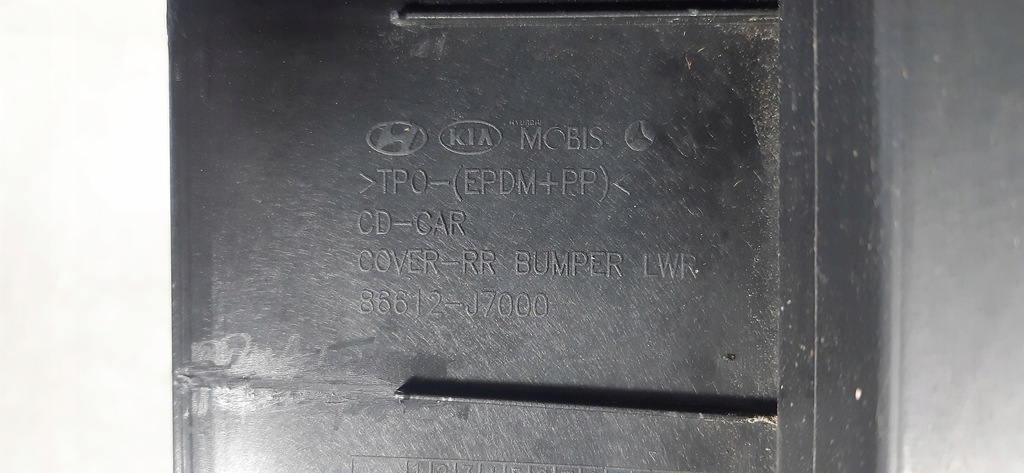 KIA HYUNDAI MOBIS
>TPO-(EPDM+PP)<
CD-CAR
COVER-RR BUMPER LWR
86612-J7000